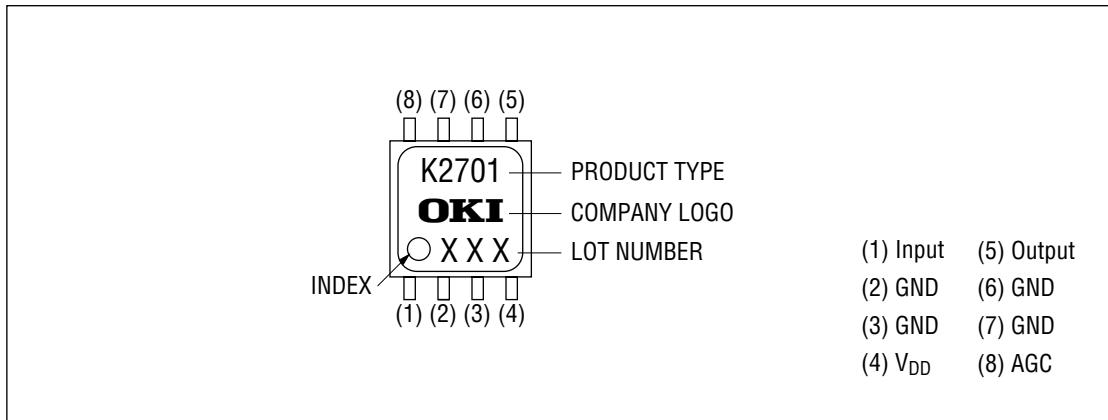 (8) (7) (6) (5)
K2701 PRODUCT TYPE
OKI COMPANY LOGO
X X X LOT NUMBER
INDEX
(1) (2) (3) (4)
(1) Input (5) Output
(2) GND (6) GND
(3) GND (7) GND
(4) VDD (8) AGC